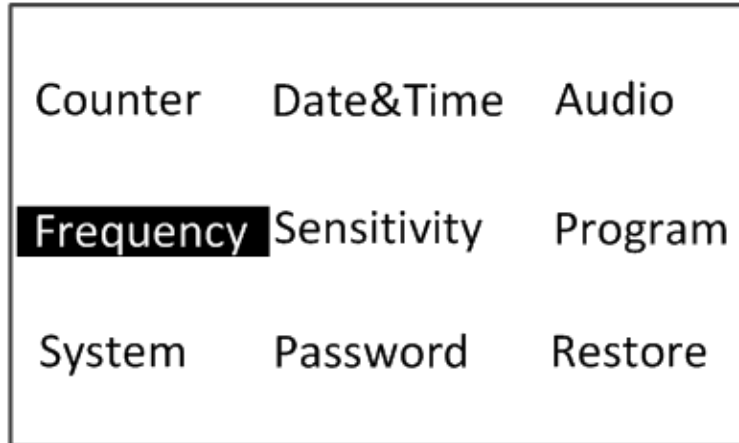 Counter Date&Time Audio
Frequency Sensitivity Program
System Password Restore